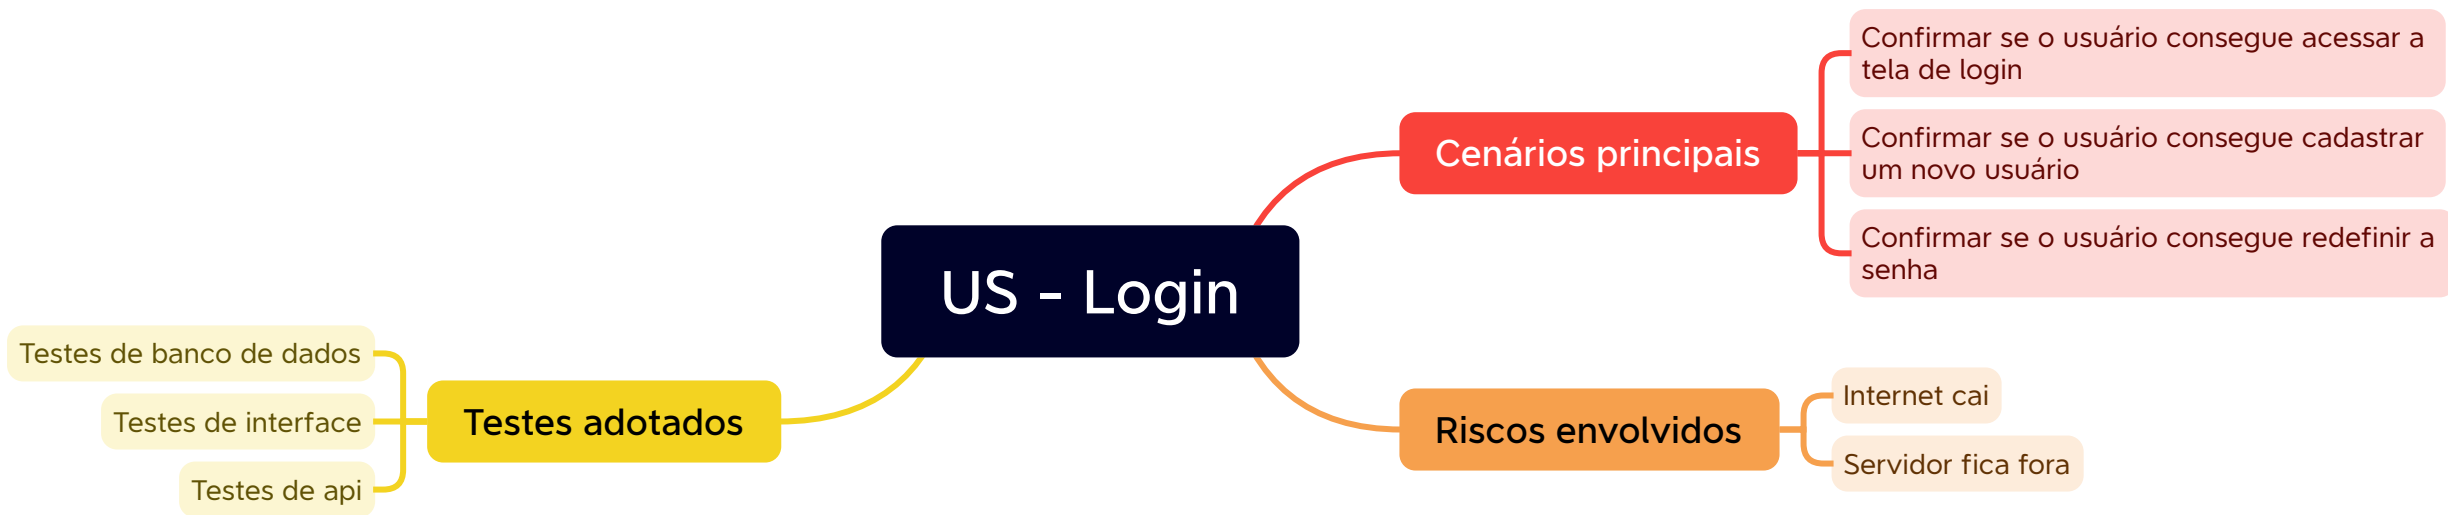 US - Login
Cenários principais
Confirmar se o usuário consegue acessar a
tela de login
Confirmar se o usuário consegue cadastrar
um novo usuário
Confirmar se o usuário consegue redefinir a
senha
Riscos envolvidos
Internet cai
Servidor fica fora
Testes adotados
Testes de banco de dados
Testes de interface
Testes de api